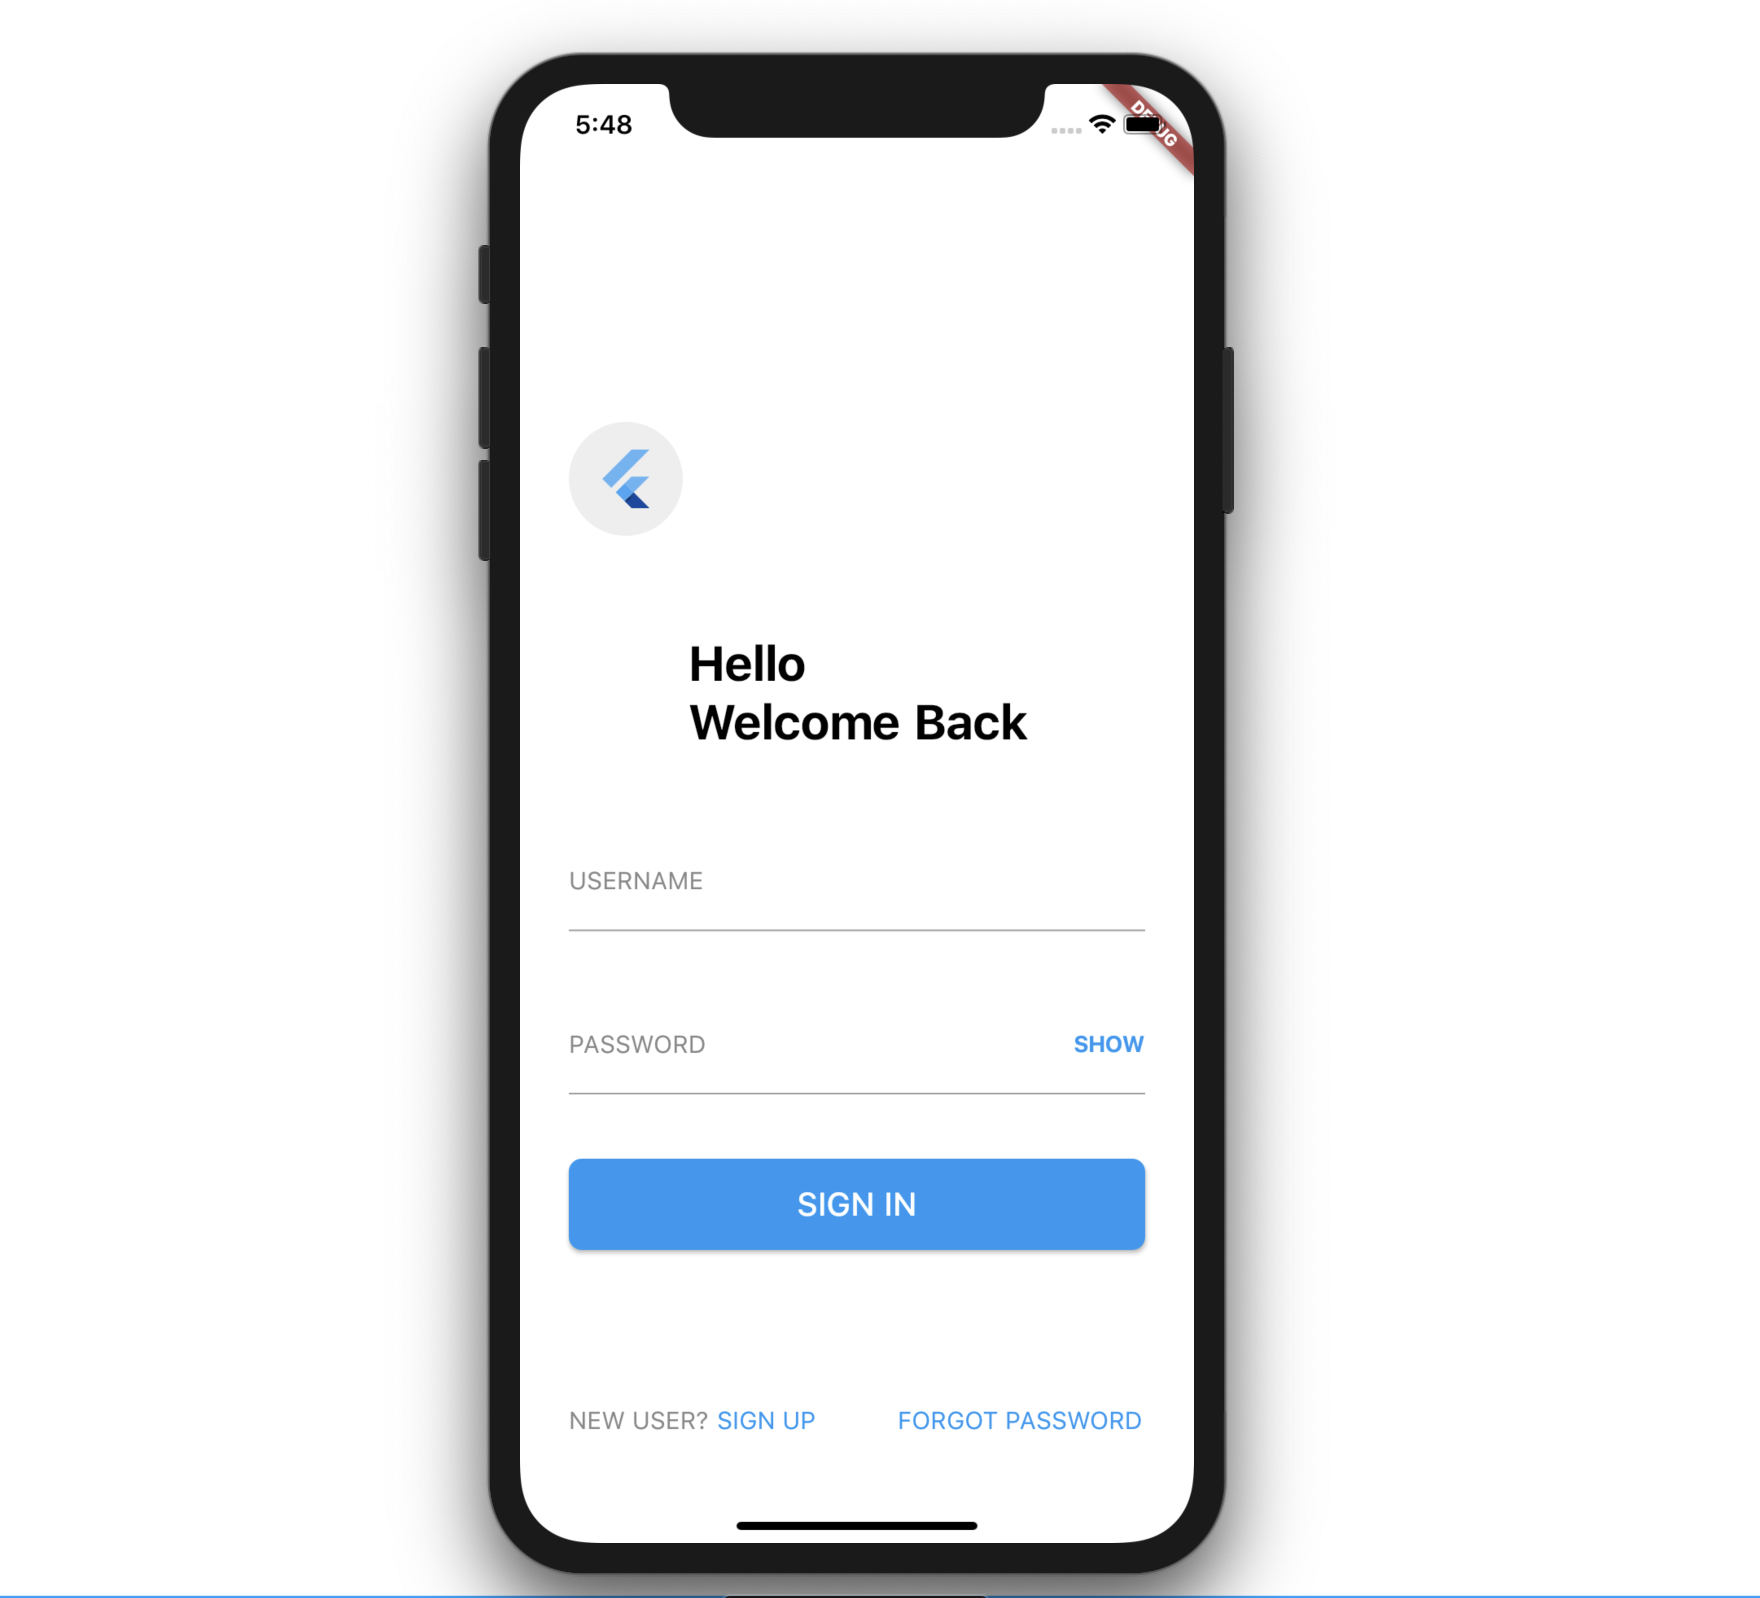 5:48
DEBUG
Hello
Welcome Back
USERNAME
PASSWORD SHOW
SIGN IN
NEW USER? SIGN UP FORGOT PASSWORD